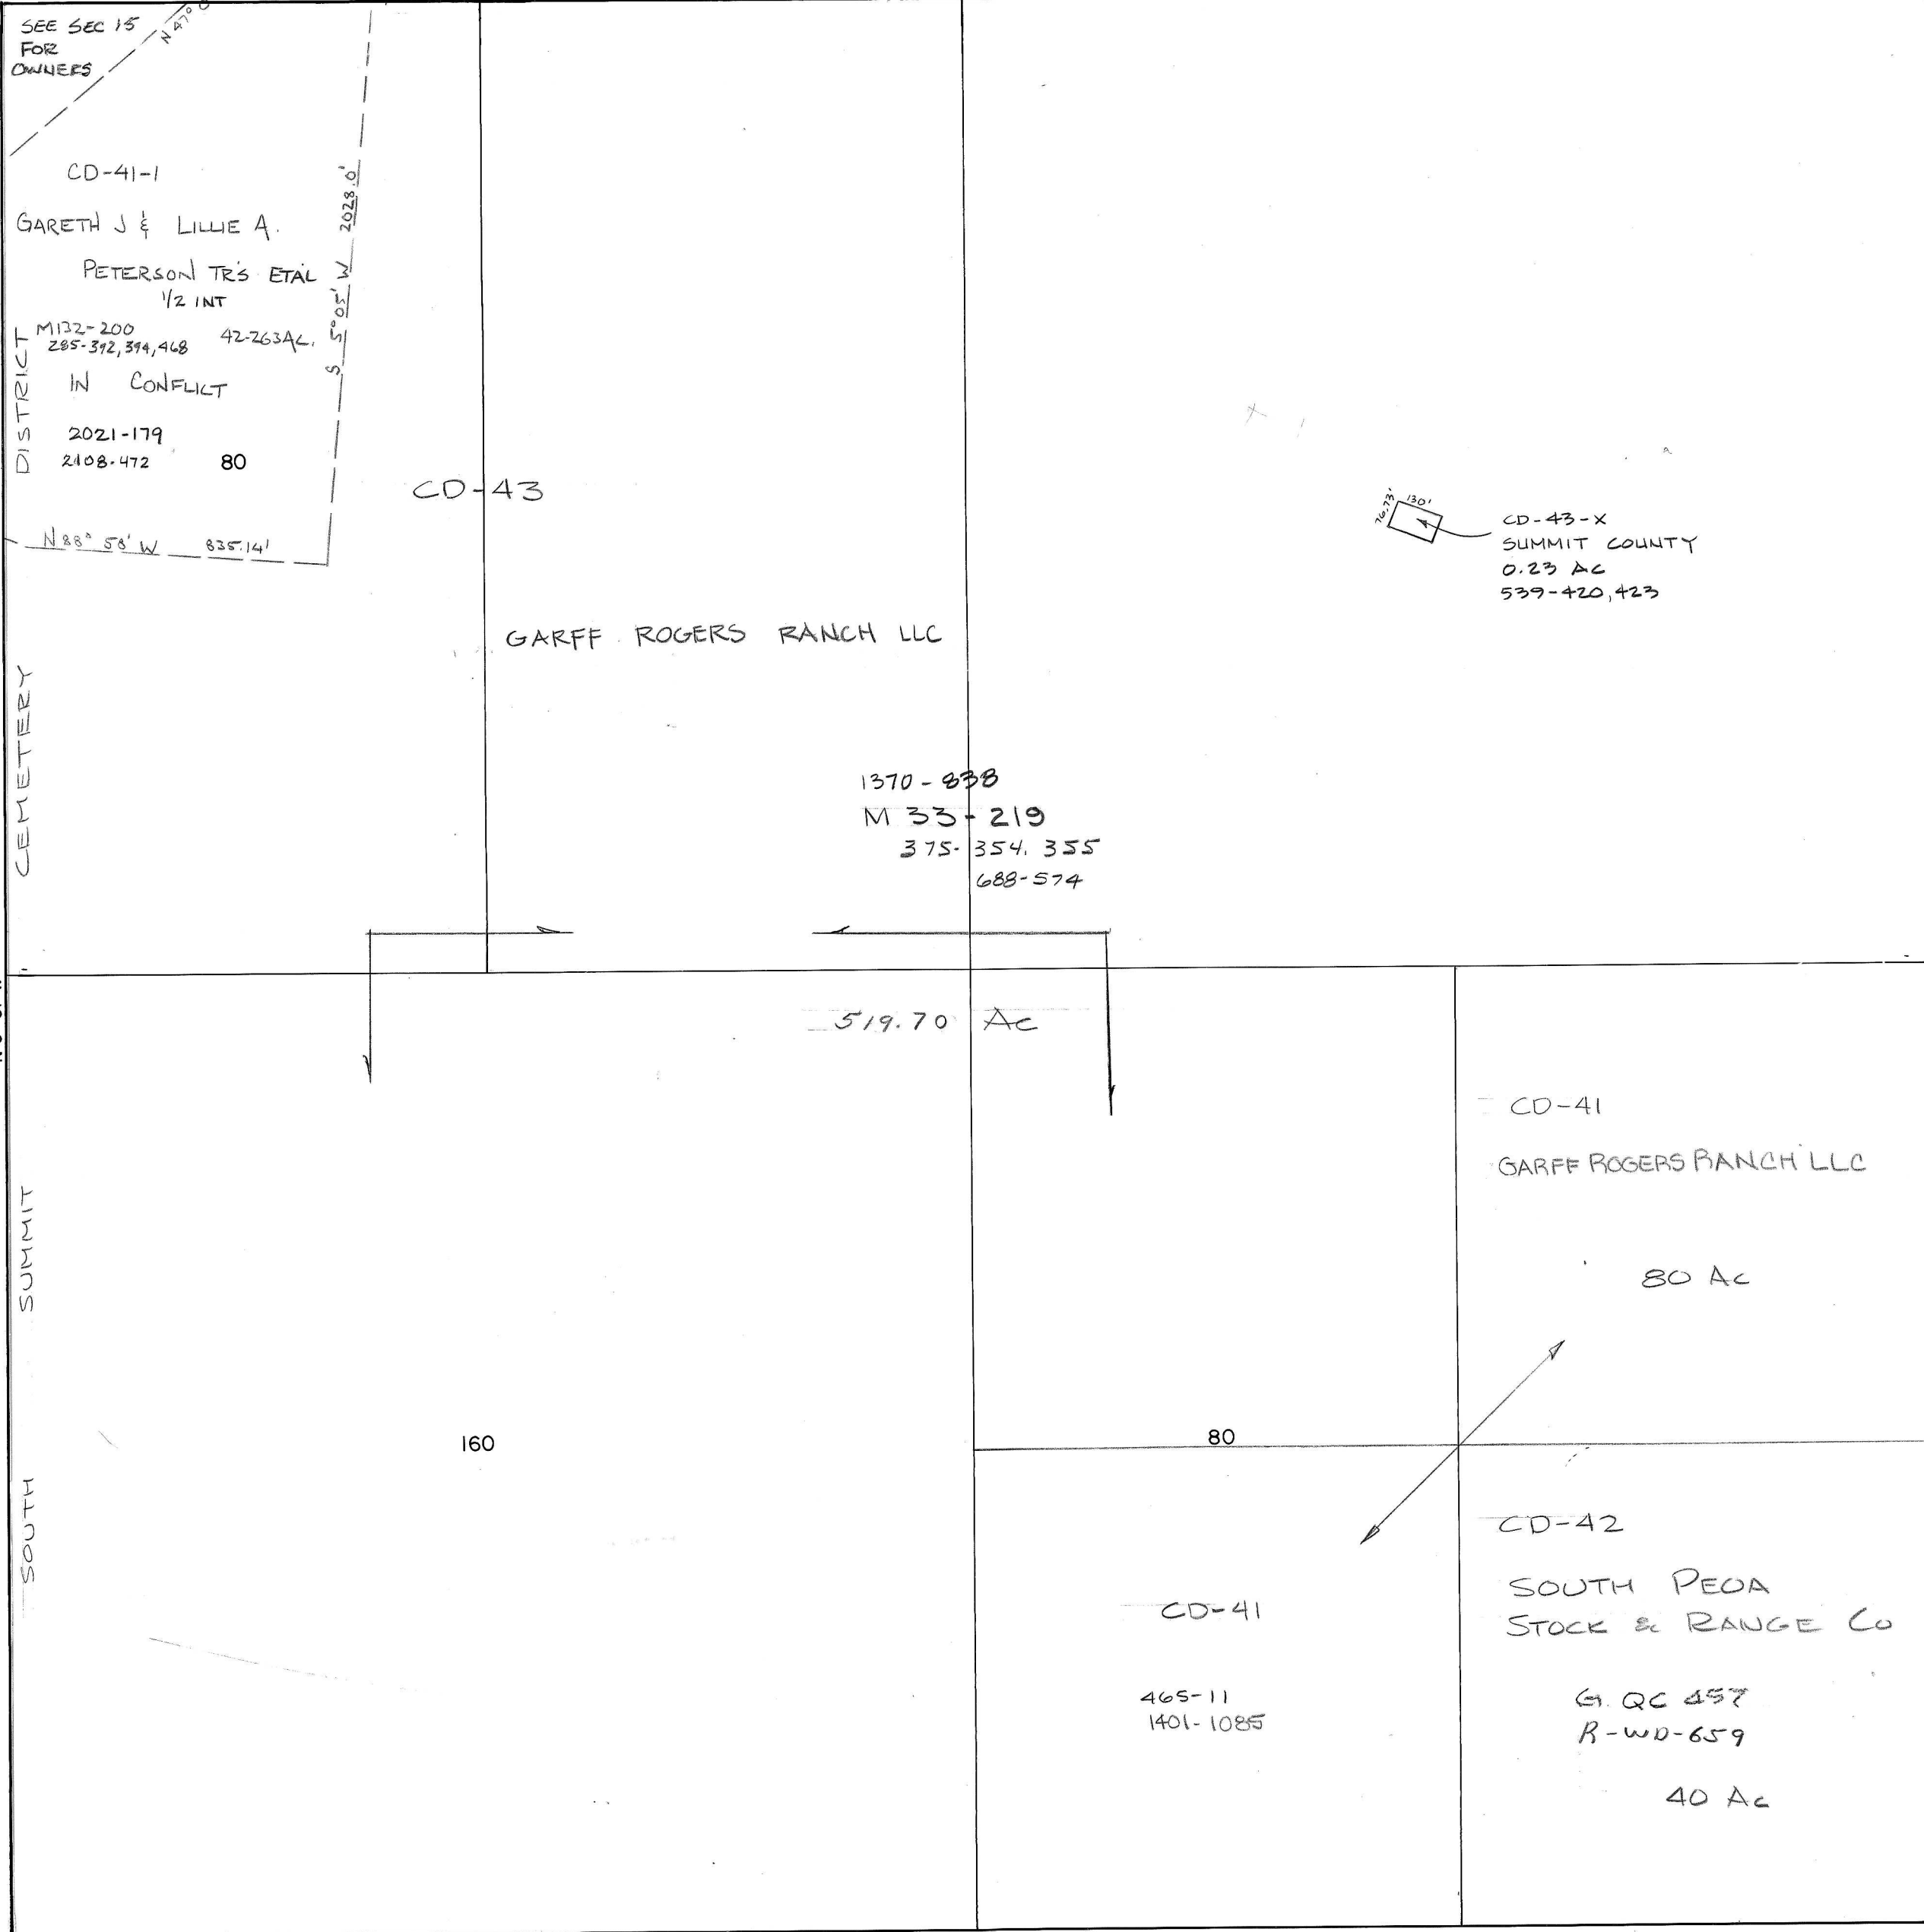 SEE SEC 15
FOR
OWNERS
N 47°
CD-41-1
GARETH J & LILLIE A.
PETERSON TR'S ETAL
1/2 INT
M132-200
285-392, 394, 468 42-263AC.
IN CONFLICT
2021-179
2108-472 80
S 5°05' W 2028.0'
N 88° 58' W 835.14'
CD-43
GARFF ROGERS RANCH LLC
1370-838
M 33-219
375-354. 355
688-574
519.70 AC
76.73' 130'
CD-43-X
SUMMIT COUNTY
0.23 AC
539-420, 423
SOUTH SUMMIT CEMETERY DISTRICT
160
80
CD-41
GARFF ROGERS RANCH LLC
80 AC
CD-41
465-11
1401-1085
CD-42
SOUTH PEOA
STOCK & RANGE CO
G. QC 457
R-WD-659
40 AC